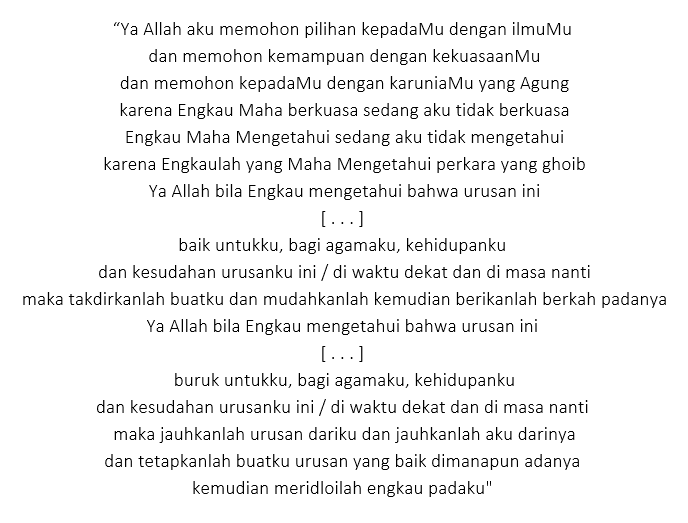 “Ya Allah aku memohon pilihan kepadaMu dengan ilmuMu
dan memohon kemampuan dengan kekuasaanMu
dan memohon kepadaMu dengan karuniaMu yang Agung
karena Engkau Maha berkuasa sedang aku tidak berkuasa
Engkau Maha Mengetahui sedang aku tidak mengetahui
karena Engkaulah yang Maha Mengetahui perkara yang ghoib
Ya Allah bila Engkau mengetahui bahwa urusan ini
[ . . . ]
baik untukku, bagi agamaku, kehidupanku
dan kesudahan urusanku ini / di waktu dekat dan di masa nanti
maka takdirkanlah buatku dan mudahkanlah kemudian berikanlah berkah padanya
Ya Allah bila Engkau mengetahui bahwa urusan ini
[ . . . ]
buruk untukku, bagi agamaku, kehidupanku
dan kesudahan urusanku ini / di waktu dekat dan di masa nanti
maka jauhkanlah urusan dariku dan jauhkanlah aku darinya
dan tetapkanlah buatku urusan yang baik dimanapun adanya
kemudian meridloilah engkau padaku"